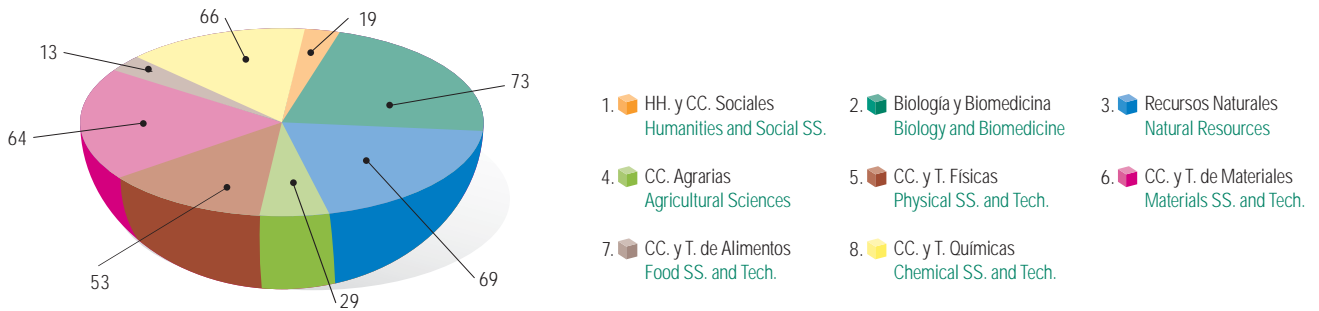 66
19
13
73
64
53
69
29
1. HH. y CC. Sociales
Humanities and Social SS.
2. Biología y Biomedicina
Biology and Biomedicine
3. Recursos Naturales
Natural Resources
4. CC. Agrarias
Agricultural Sciences
5. CC. y T. Físicas
Physical SS. and Tech.
6. CC. y T. de Materiales
Materials SS. and Tech.
7. CC. y T. de Alimentos
Food SS. and Tech.
8. CC. y T. Químicas
Chemical SS. and Tech.